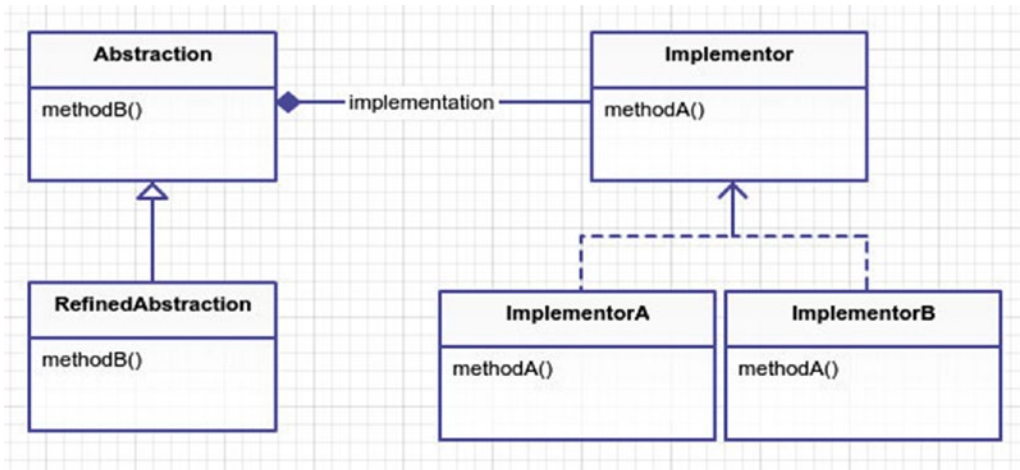 Abstraction
methodB()
implementation
Implementor
methodA()
RefinedAbstraction
methodB()
ImplementorA
methodA()
ImplementorB
methodA()